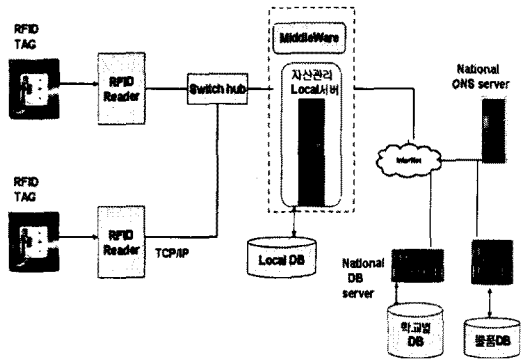 RFID
TAG
RFID
Reader
Switch hub
MiddleWare
자산관리
Local서버
National
ONS server
InterNet
RFID
TAG
RFID
Reader
TCP/IP
Local DB
National
DB
server
학교별
DB
물품DB